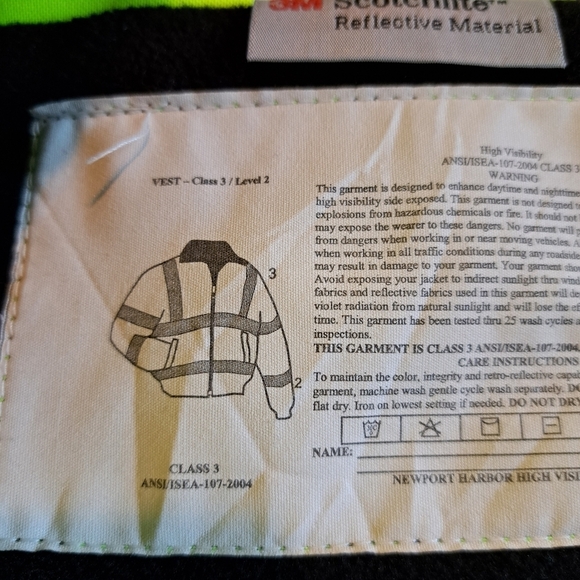 3M Scotchlite™
Reflective Material
High Visibility
ANSI/ISEA-107-2004 CLASS 3
WARNING
VEST – Class 3 / Level 2
This garment is designed to enhance daytime and nighttime
high visibility side exposed. This garment is not designed
explosions from hazardous chemicals or fire. It should not
may expose the wearer to these dangers. No garment will
from dangers when working in or near moving vehicles.
when working in all traffic conditions during any roadside
may result in damage to your garment. Your garment
Avoid exposing your jacket to indirect sunlight thru
fabrics and reflective fabrics used in this garment will
violet radiation from natural sunlight and will lose the
time. This garment has been tested thru 25 wash cycles
inspections.
THIS GARMENT IS CLASS 3 ANSI/ISEA-107-2004.
CARE INSTRUCTIONS
To maintain the color, integrity and retro-reflective
garment, machine wash gentle cycle wash separately.
flat dry. Iron on lowest setting if needed. DO NOT DRY
3
2
CLASS 3
ANSI/ISEA-107-2004
NAME:
NEWPORT HARBOR HIGH